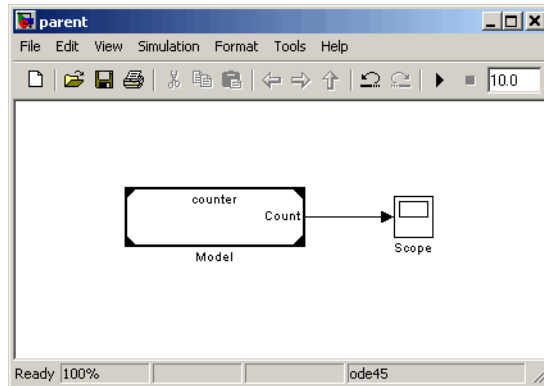 parent
File Edit View Simulation Format Tools Help
10.0
counter
Count
Model
Scope
Ready 100% ode45